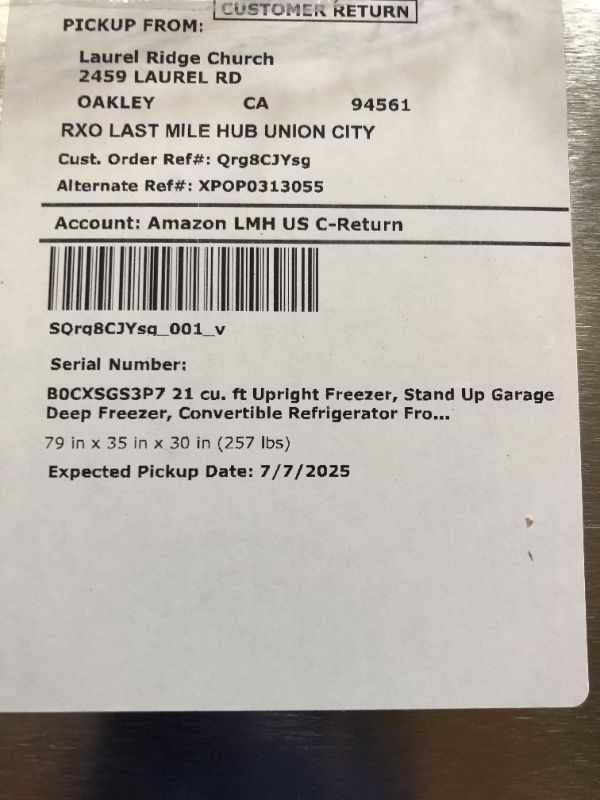 CUSTOMER RETURN
PICKUP FROM:
Laurel Ridge Church
2459 LAUREL RD
OAKLEY CA 94561
RXO LAST MILE HUB UNION CITY
Cust. Order Ref#: Qrg8CJYsg
Alternate Ref#: XPOP0313055
Account: Amazon LMH US C-Return
SQrg8CJYsg_001_v
Serial Number:
B0CXSGS3P7 21 cu. ft Upright Freezer, Stand Up Garage
Deep Freezer, Convertible Refrigerator Fro...
79 in x 35 in x 30 in (257 lbs)
Expected Pickup Date: 7/7/2025